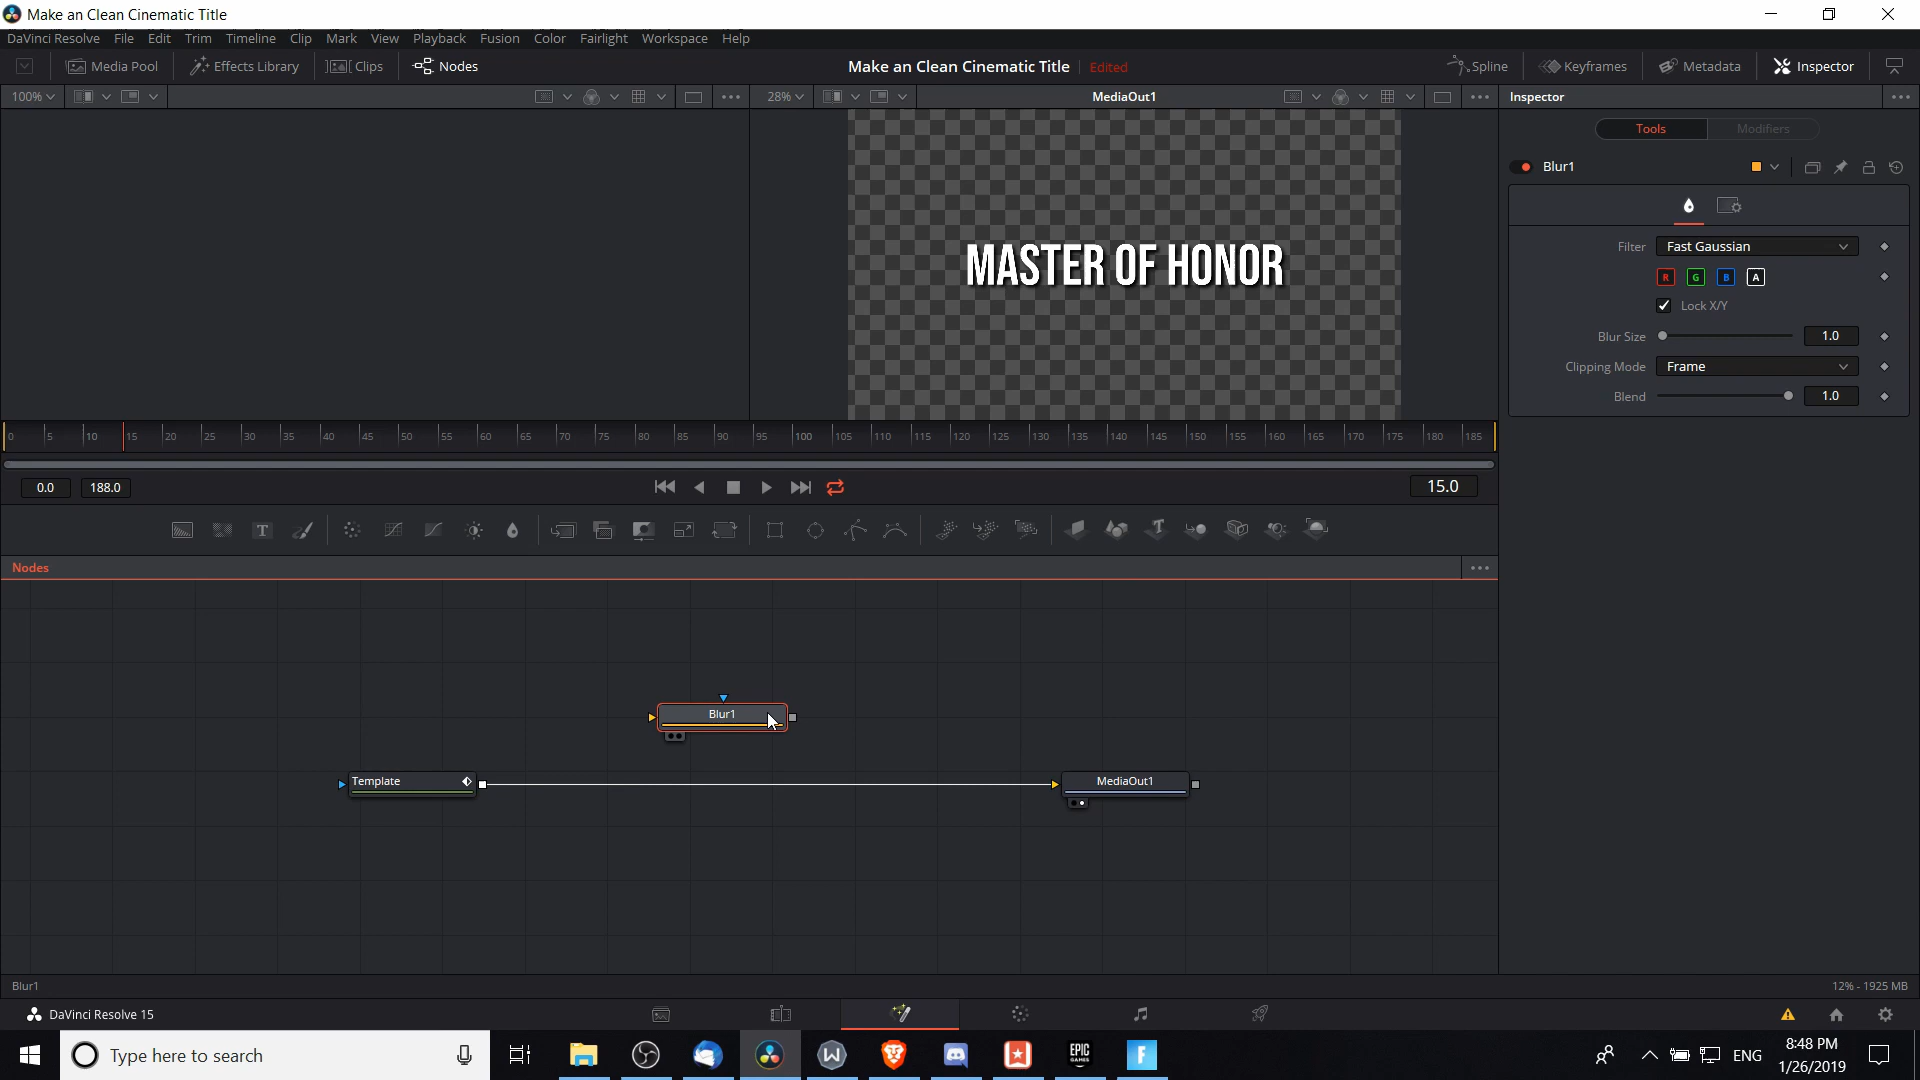 Make an Clean Cinematic Title
DaVinci Resolve File Edit Trim Timeline Clip Mark View Playback Fusion Color Fairlight Workspace Help
Media Pool Effects Library Clips Nodes Make an Clean Cinematic Title Edited Spline Keyframes Metadata Inspector
100% 28% MediaOut1 Inspector
Tools Modifiers
Blur1
Filter Fast Gaussian
R G B A
Lock X/Y
Blur Size 1.0
Clipping Mode Frame
Blend 1.0
MASTER OF HONOR
0 5 10 15 20 25 30 35 40 45 50 55 60 65 70 75 80 85 90 95 100 105 110 115 120 125 130 135 140 145 150 155 160 165 170 175 180 185
0.0 188.0 15.0
T T
Nodes
Blur1
Template MediaOut1
Blur1 12% - 1925 MB
DaVinci Resolve 15
Type here to search W EPIC GAMES F ENG 8:48 PM
1/26/2019